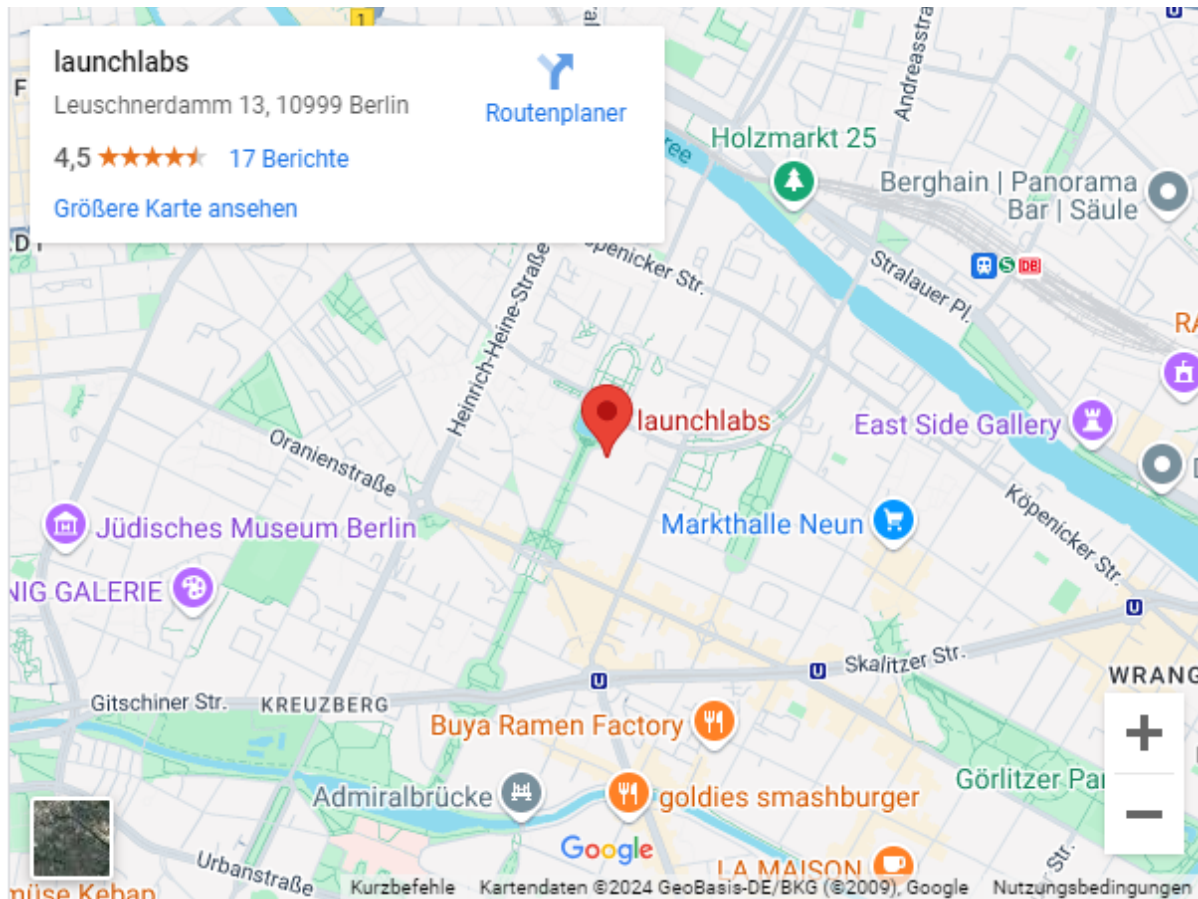 1
launchlabs
Leuschnerdamm 13, 10999 Berlin
4,5
17 Berichte
Größere Karte ansehen
Routenplaner
Andreasstra
Holzmarkt 25
ree
Berghain | Panorama
Bar | Säule
S
DB
Stralauer Pl.
penicker Str.
Heinrich-Heine-Straße
launchlabs
East Side Gallery
Oranienstraße
Jüdisches Museum Berlin
Markthalle Neun
Köpenicker Str.
NIG GALERIE
U
U
U
Skalitzer Str.
WRANG
Gitschiner Str.
KREUZBERG
Buya Ramen Factory
Görlitzer Par
Admiralbrücke
goldies smashburger
Google
LA MAISON
Urbanstraße
müse Kebap
Kurzbefehle
Kartendaten ©2024 GeoBasis-DE/BKG (©2009), Google
Nutzungsbedingungen